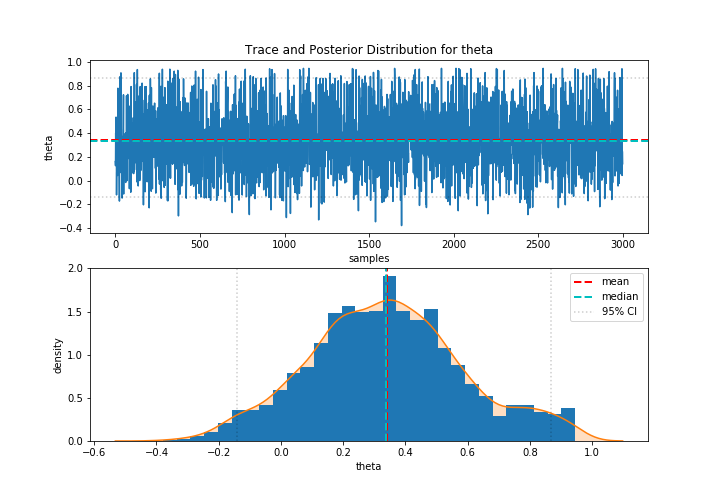 Trace and Posterior Distribution for theta
1.0
0.8
0.6
0.4
0.2
0.0
−0.2
−0.4
theta
0 500 1000 1500 2000 2500 3000
samples
2.0
1.5
1.0
0.5
0.0
density
mean
median
95% CI
−0.6 −0.4 −0.2 0.0 0.2 0.4 0.6 0.8 1.0
theta